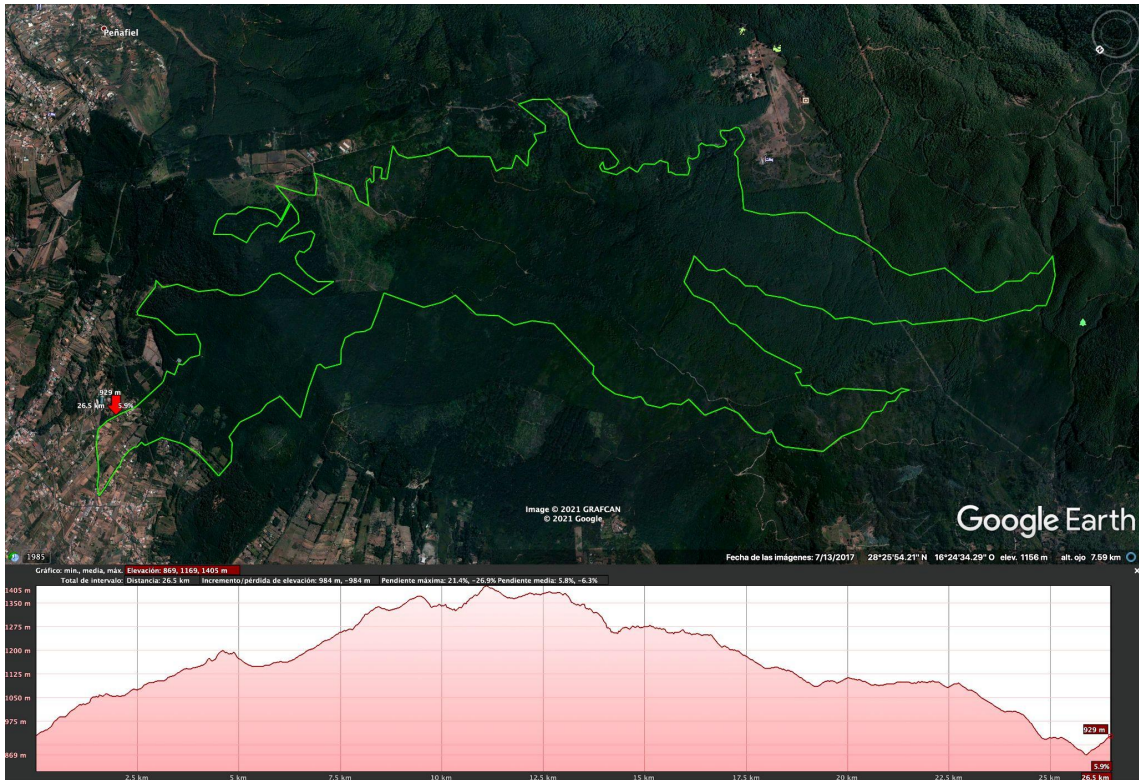 Peñafiel
929 m
26.5 km 5.9%
Image © 2021 GRAFCAN
© 2021 Google
Google Earth
1985
Fecha de las imágenes: 7/13/2017 28°25'54.21" N 16°24'34.29" O elev. 1156 m alt. ojo 7.59 km
Gráfico: min., media, máx. Elevación: 869, 1169, 1405 m
Total de intervalo: Distancia: 26.5 km Incremento/pérdida de elevación: 984 m, -984 m Pendiente máxima: 21.4%, -26.9% Pendiente media: 5.8%, -6.3%
1405 m
1350 m
1275 m
1200 m
1125 m
1050 m
975 m
929 m
869 m
5.9%
2.5 km 5 km 7.5 km 10 km 12.5 km 15 km 17.5 km 20 km 22.5 km 25 km 26.5 km